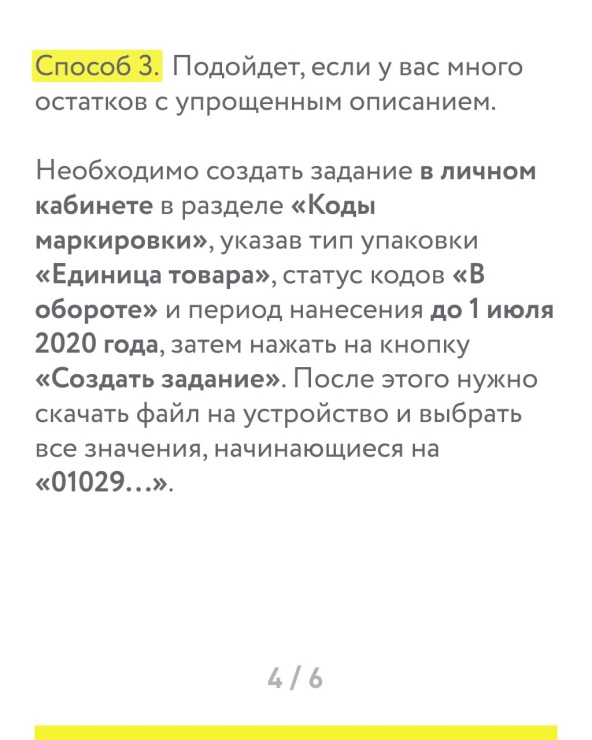 Способ 3. Подойдет, если у вас много
остатков с упрощенным описанием.
Необходимо создать задание в личном
кабинете в разделе «Коды
маркировки», указав тип упаковки
«Единица товара», статус кодов «В
обороте» и период нанесения до 1 июля
2020 года, затем нажать на кнопку
«Создать задание». После этого нужно
скачать файл на устройство и выбрать
все значения, начинающиеся на
«01029...».
4 / 6